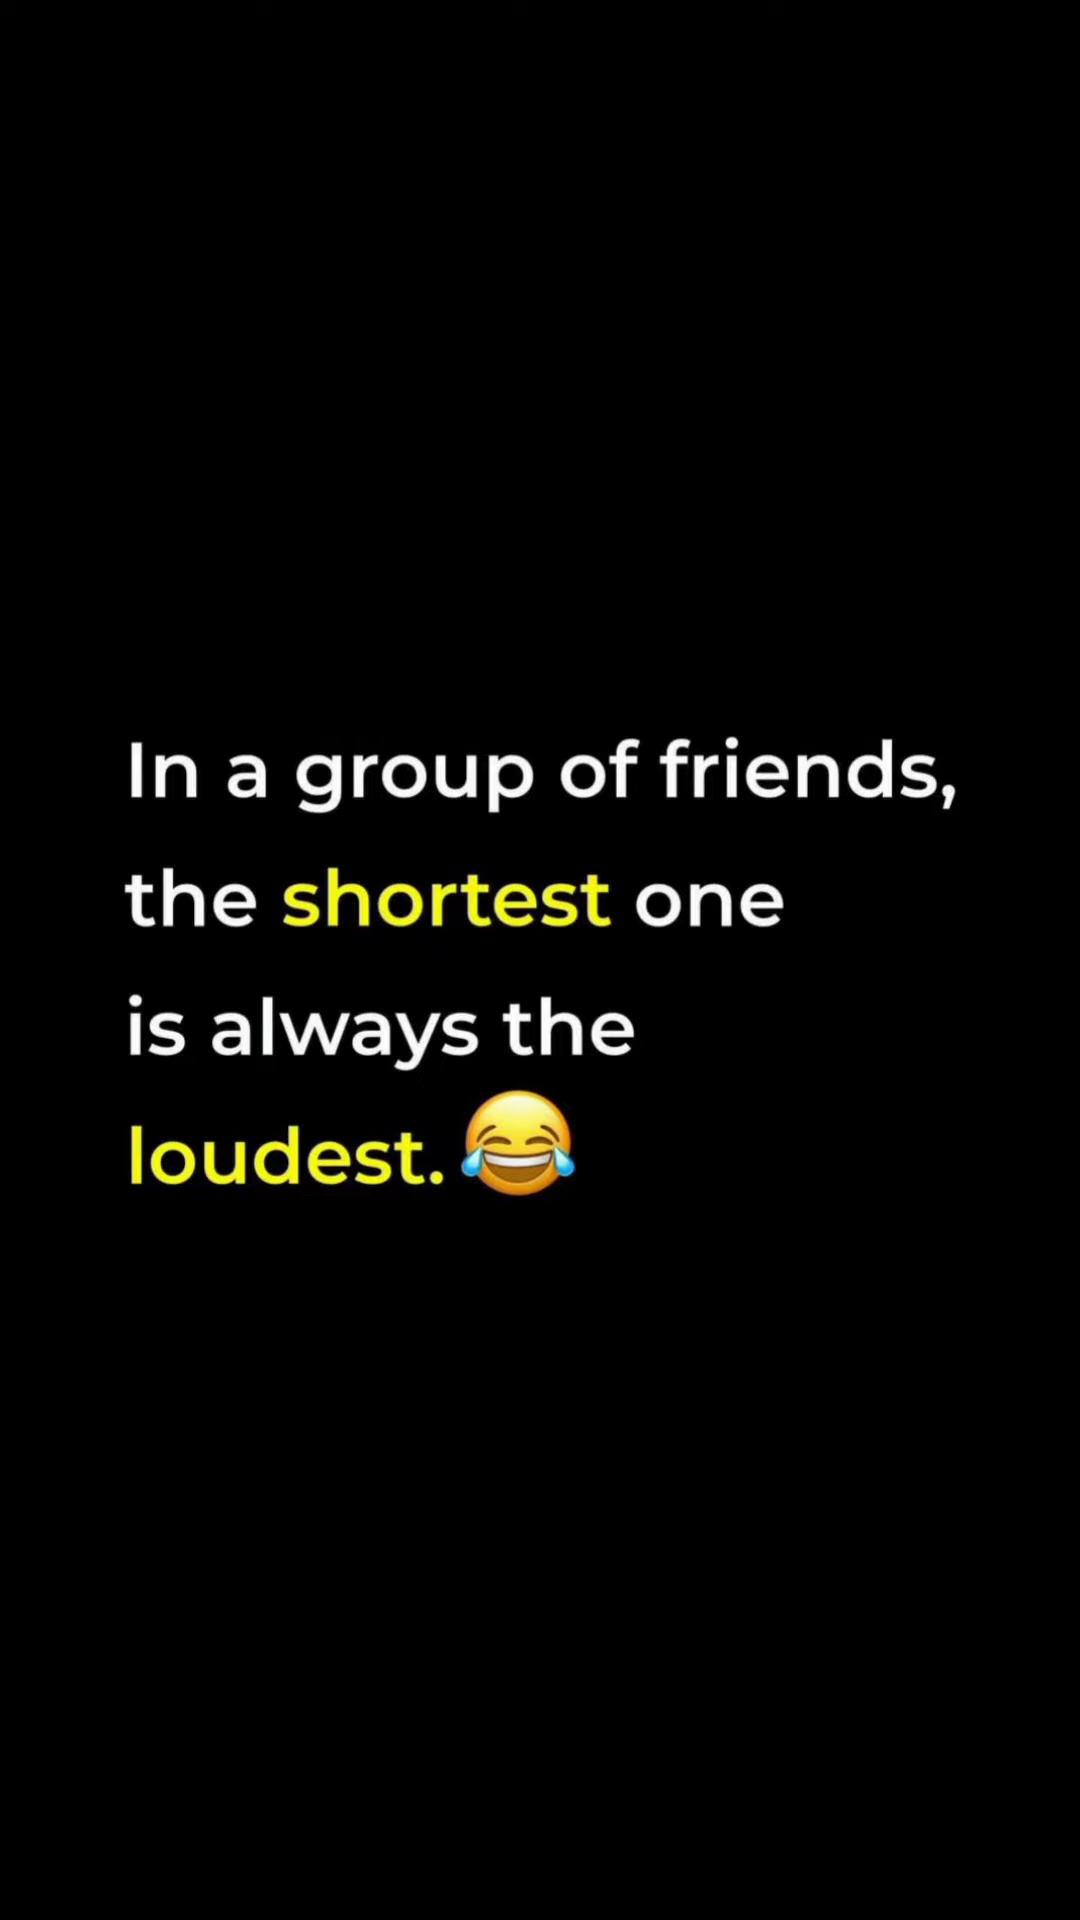 In a group of friends,
the shortest one
is always the
loudest. 😂